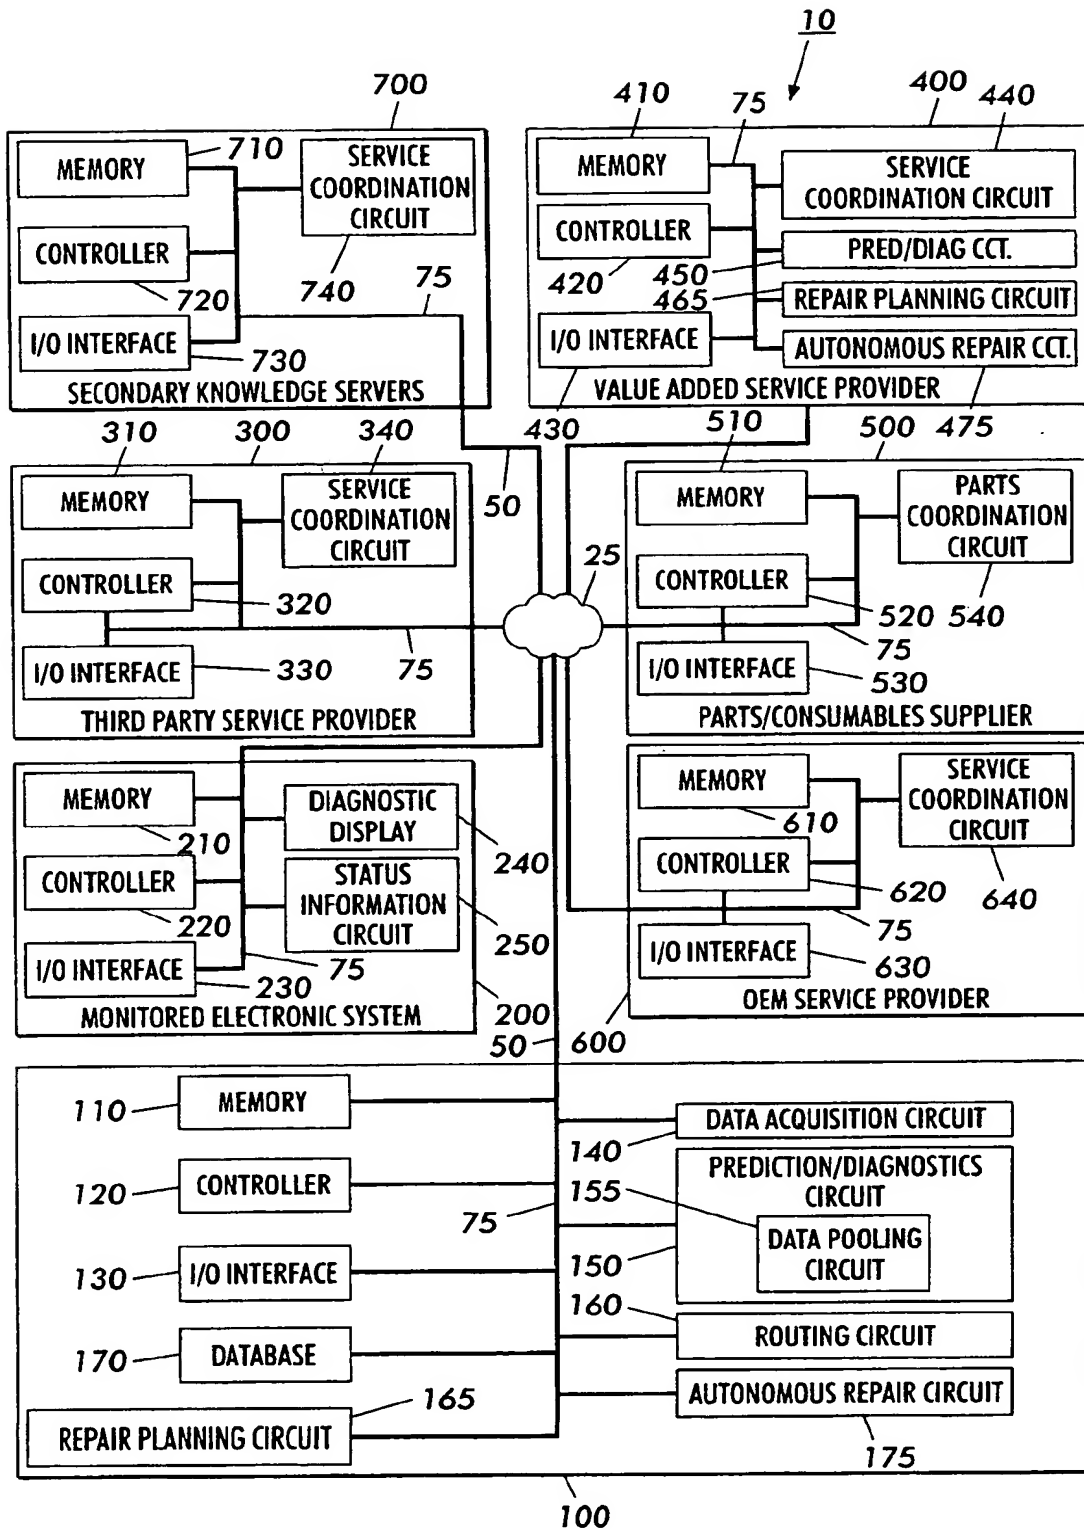 10
700
410
75
400
440
MEMORY
710
SERVICE
COORDINATION
CIRCUIT
CONTROLLER
720
740
75
I/O INTERFACE
730
SECONDARY KNOWLEDGE SERVERS
MEMORY
SERVICE
COORDINATION CIRCUIT
CONTROLLER
420
450
PRED/DIAG CCT.
465
REPAIR PLANNING CIRCUIT
I/O INTERFACE
AUTONOMOUS REPAIR CCT.
VALUE ADDED SERVICE PROVIDER
430
475
310
300
340
50
510
500
MEMORY
SERVICE
COORDINATION
CIRCUIT
CONTROLLER
320
I/O INTERFACE
330
75
THIRD PARTY SERVICE PROVIDER
25
MEMORY
PARTS
COORDINATION
CIRCUIT
CONTROLLER
520
540
75
I/O INTERFACE
530
PARTS/CONSUMABLES SUPPLIER
MEMORY
210
DIAGNOSTIC
DISPLAY
240
CONTROLLER
220
STATUS
INFORMATION
CIRCUIT
250
I/O INTERFACE
230
75
MONITORED ELECTRONIC SYSTEM
200
50
MEMORY
610
SERVICE
COORDINATION
CIRCUIT
CONTROLLER
620
640
75
I/O INTERFACE
630
OEM SERVICE PROVIDER
600
110
MEMORY
120
CONTROLLER
75
130
I/O INTERFACE
170
DATABASE
165
REPAIR PLANNING CIRCUIT
DATA ACQUISITION CIRCUIT
140
PREDICTION/DIAGNOSTICS
CIRCUIT
155
DATA POOLING
CIRCUIT
150
160
ROUTING CIRCUIT
AUTONOMOUS REPAIR CIRCUIT
175
100